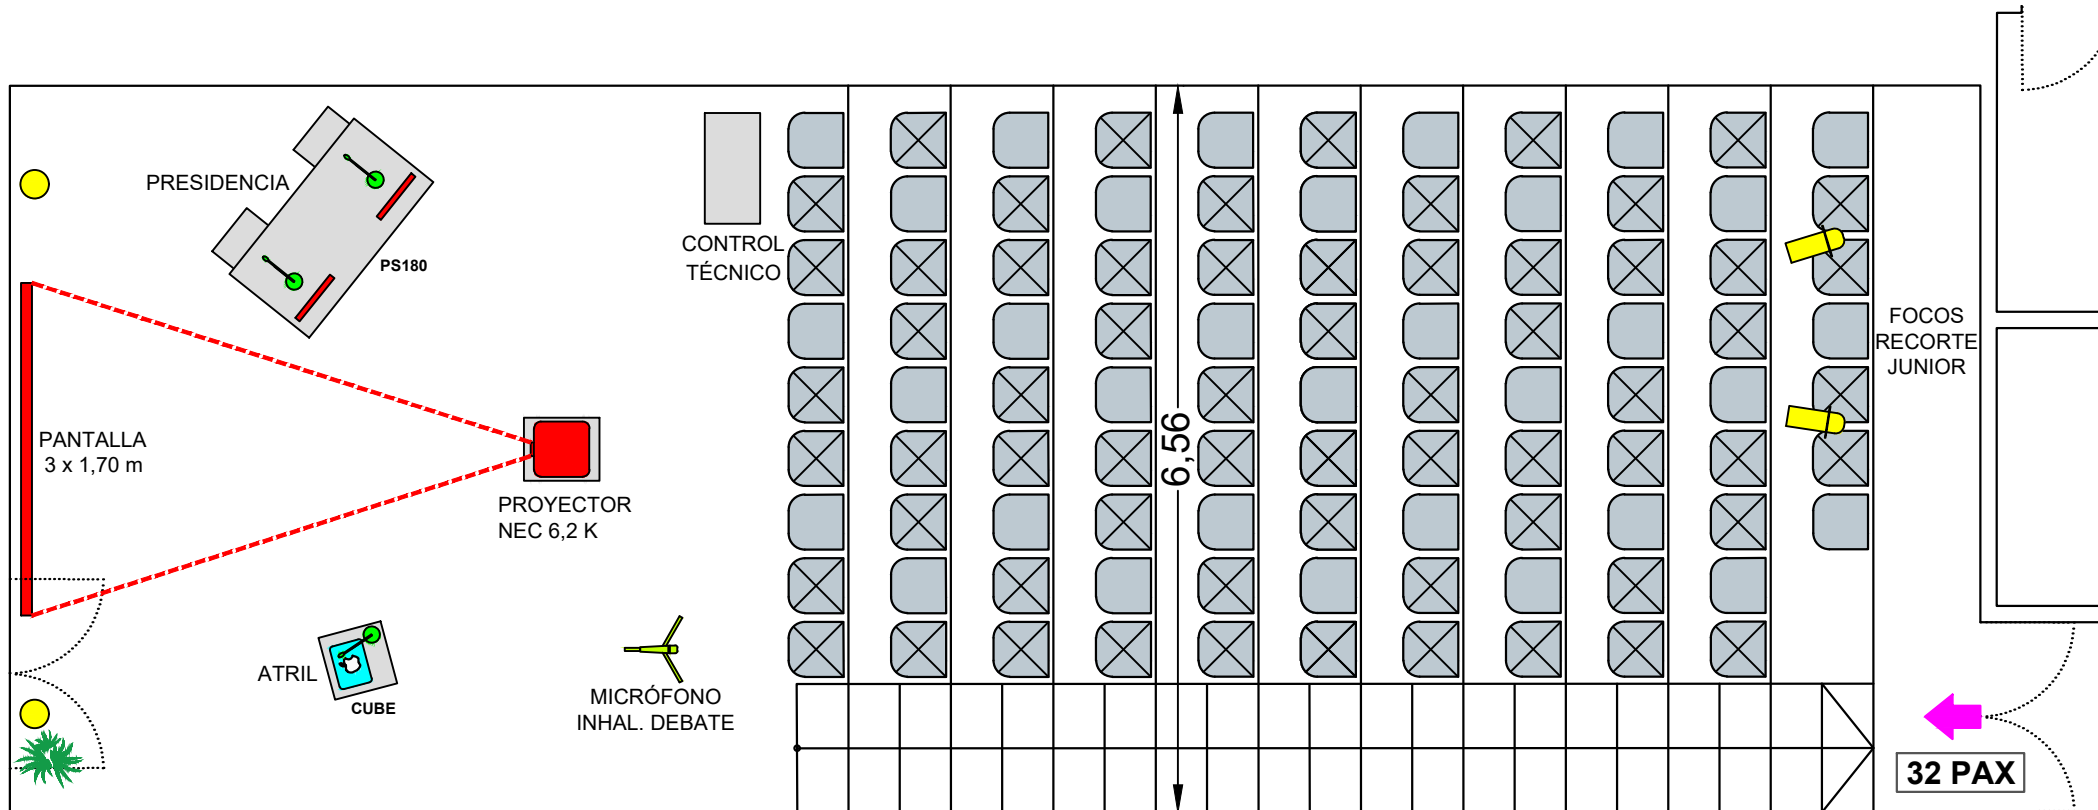 PRESIDENCIA
PS180
CONTROL
TÉCNICO
PANTALLA
3 x 1,70 m
PROYECTOR
NEC 6,2 K
ATRIL
CUBE
MICRÓFONO
INHAL. DEBATE
6,56
FOCOS
RECORTE
JUNIOR
32 PAX